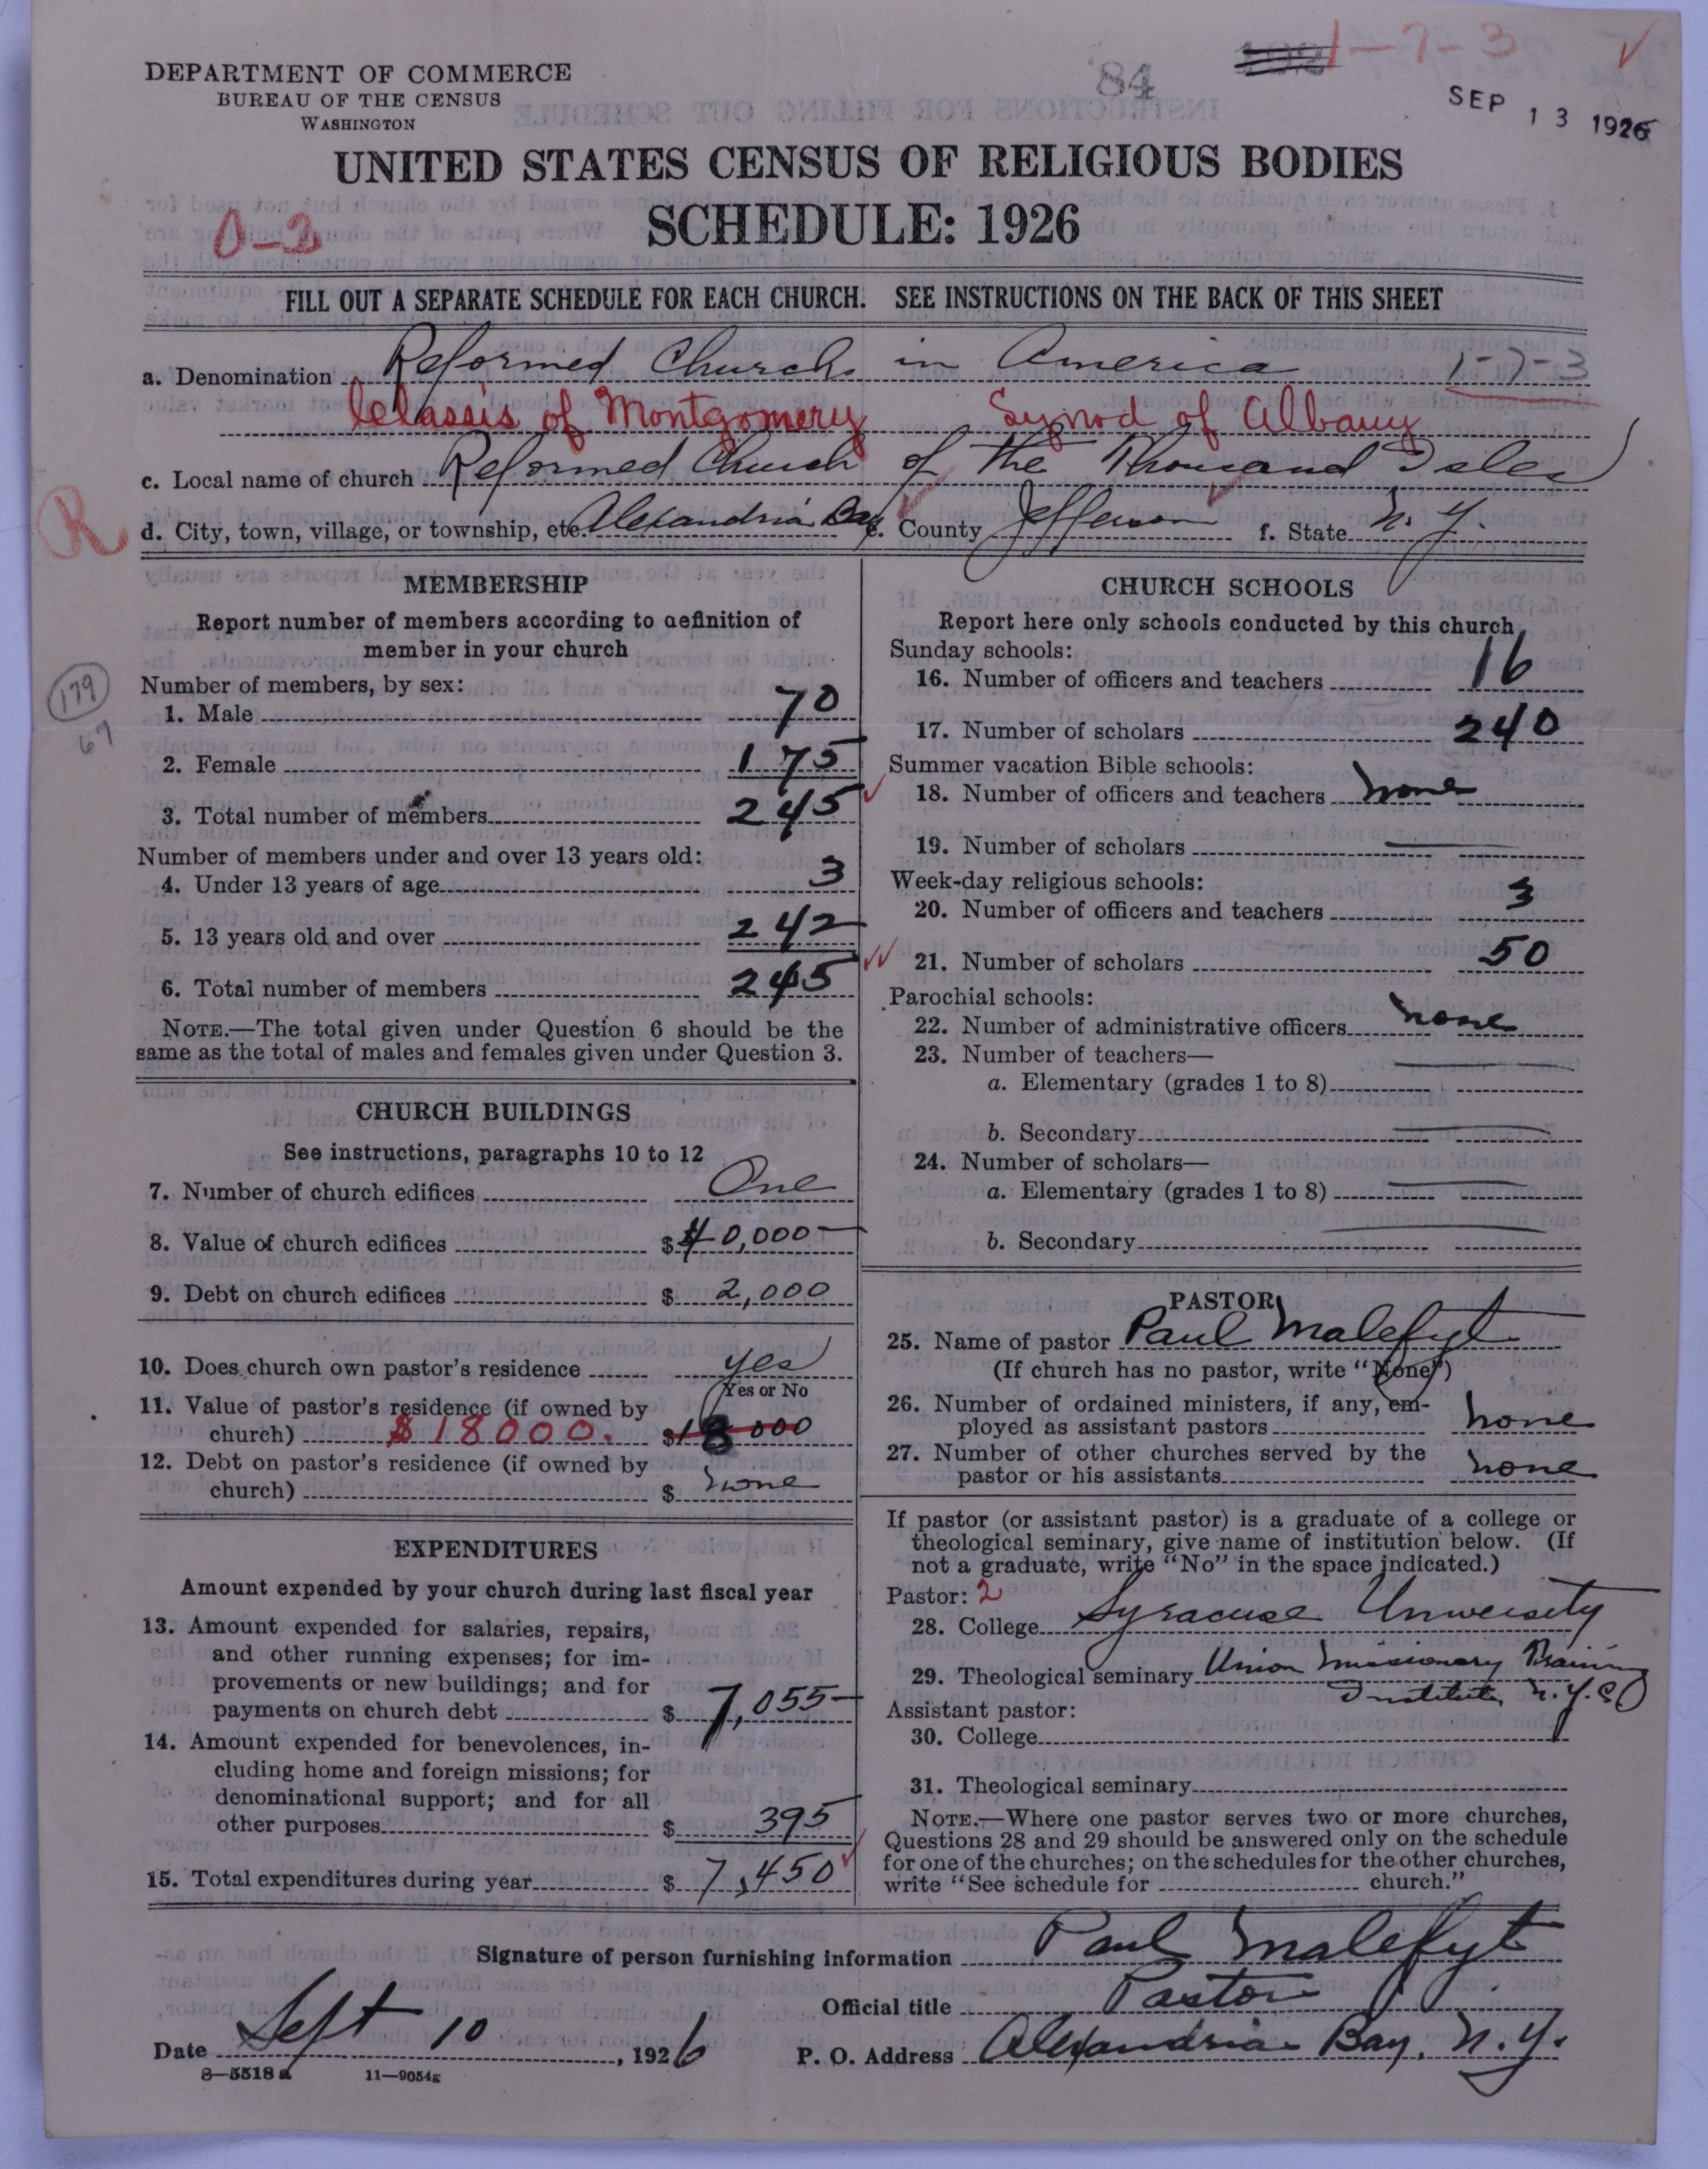 DEPARTMENT OF COMMERCE
BUREAU OF THE CENSUS
WASHINGTON
84
1-7-3
SEP 13 1926
UNITED STATES CENSUS OF RELIGIOUS BODIES
SCHEDULE: 1926
0-2
FILL OUT A SEPARATE SCHEDULE FOR EACH CHURCH. SEE INSTRUCTIONS ON THE BACK OF THIS SHEET
a. Denomination Reformed Church in America 1-7-3
Classis of Montgomery Synod of Albany
c. Local name of church Reformed Church of the Thousand Isles
R
d. City, town, village, or township, etc. Alexandria Bay e. County Jefferson f. State N. Y.
MEMBERSHIP
Report number of members according to definition of
member in your church
Number of members, by sex:
179
67
1. Male 70
2. Female 175
3. Total number of members 245
Number of members under and over 13 years old:
4. Under 13 years of age 3
5. 13 years old and over 242
6. Total number of members 245
NOTE.—The total given under Question 6 should be the
same as the total of males and females given under Question 3.
CHURCH BUILDINGS
See instructions, paragraphs 10 to 12
7. Number of church edifices One
8. Value of church edifices $ 40,000
9. Debt on church edifices $ 2,000
10. Does church own pastor's residence yes
Yes or No
11. Value of pastor's residence (if owned by
church) $18000. $ 18000
12. Debt on pastor's residence (if owned by
church) $ none
EXPENDITURES
Amount expended by your church during last fiscal year
13. Amount expended for salaries, repairs,
and other running expenses; for im-
provements or new buildings; and for
payments on church debt $ 7,055
14. Amount expended for benevolences, in-
cluding home and foreign missions; for
denominational support; and for all
other purposes $ 395
15. Total expenditures during year $ 7,450
CHURCH SCHOOLS
Report here only schools conducted by this church
Sunday schools:
16. Number of officers and teachers 16
17. Number of scholars 240
Summer vacation Bible schools:
18. Number of officers and teachers none
19. Number of scholars
Week-day religious schools:
20. Number of officers and teachers 3
21. Number of scholars 50
Parochial schools:
22. Number of administrative officers none
23. Number of teachers—
a. Elementary (grades 1 to 8)
b. Secondary
24. Number of scholars—
a. Elementary (grades 1 to 8)
b. Secondary
PASTOR
25. Name of pastor Paul Malefyt
(If church has no pastor, write "None")
26. Number of ordained ministers, if any, em-
ployed as assistant pastors none
27. Number of other churches served by the
pastor or his assistants none
If pastor (or assistant pastor) is a graduate of a college or
theological seminary, give name of institution below. (If
not a graduate, write "No" in the space indicated.)
Pastor: 2
28. College Syracuse University
29. Theological seminary Union Missionary Training
Institute, N.Y.C
Assistant pastor:
30. College
31. Theological seminary
NOTE.—Where one pastor serves two or more churches,
Questions 28 and 29 should be answered only on the schedule
for one of the churches; on the schedules for the other churches,
write "See schedule for church."
Signature of person furnishing information Paul Malefyt
Official title Pastor
Date Sept 10, 1926 P. O. Address Alexandria Bay, N.Y.
8—5518a 11—9054g